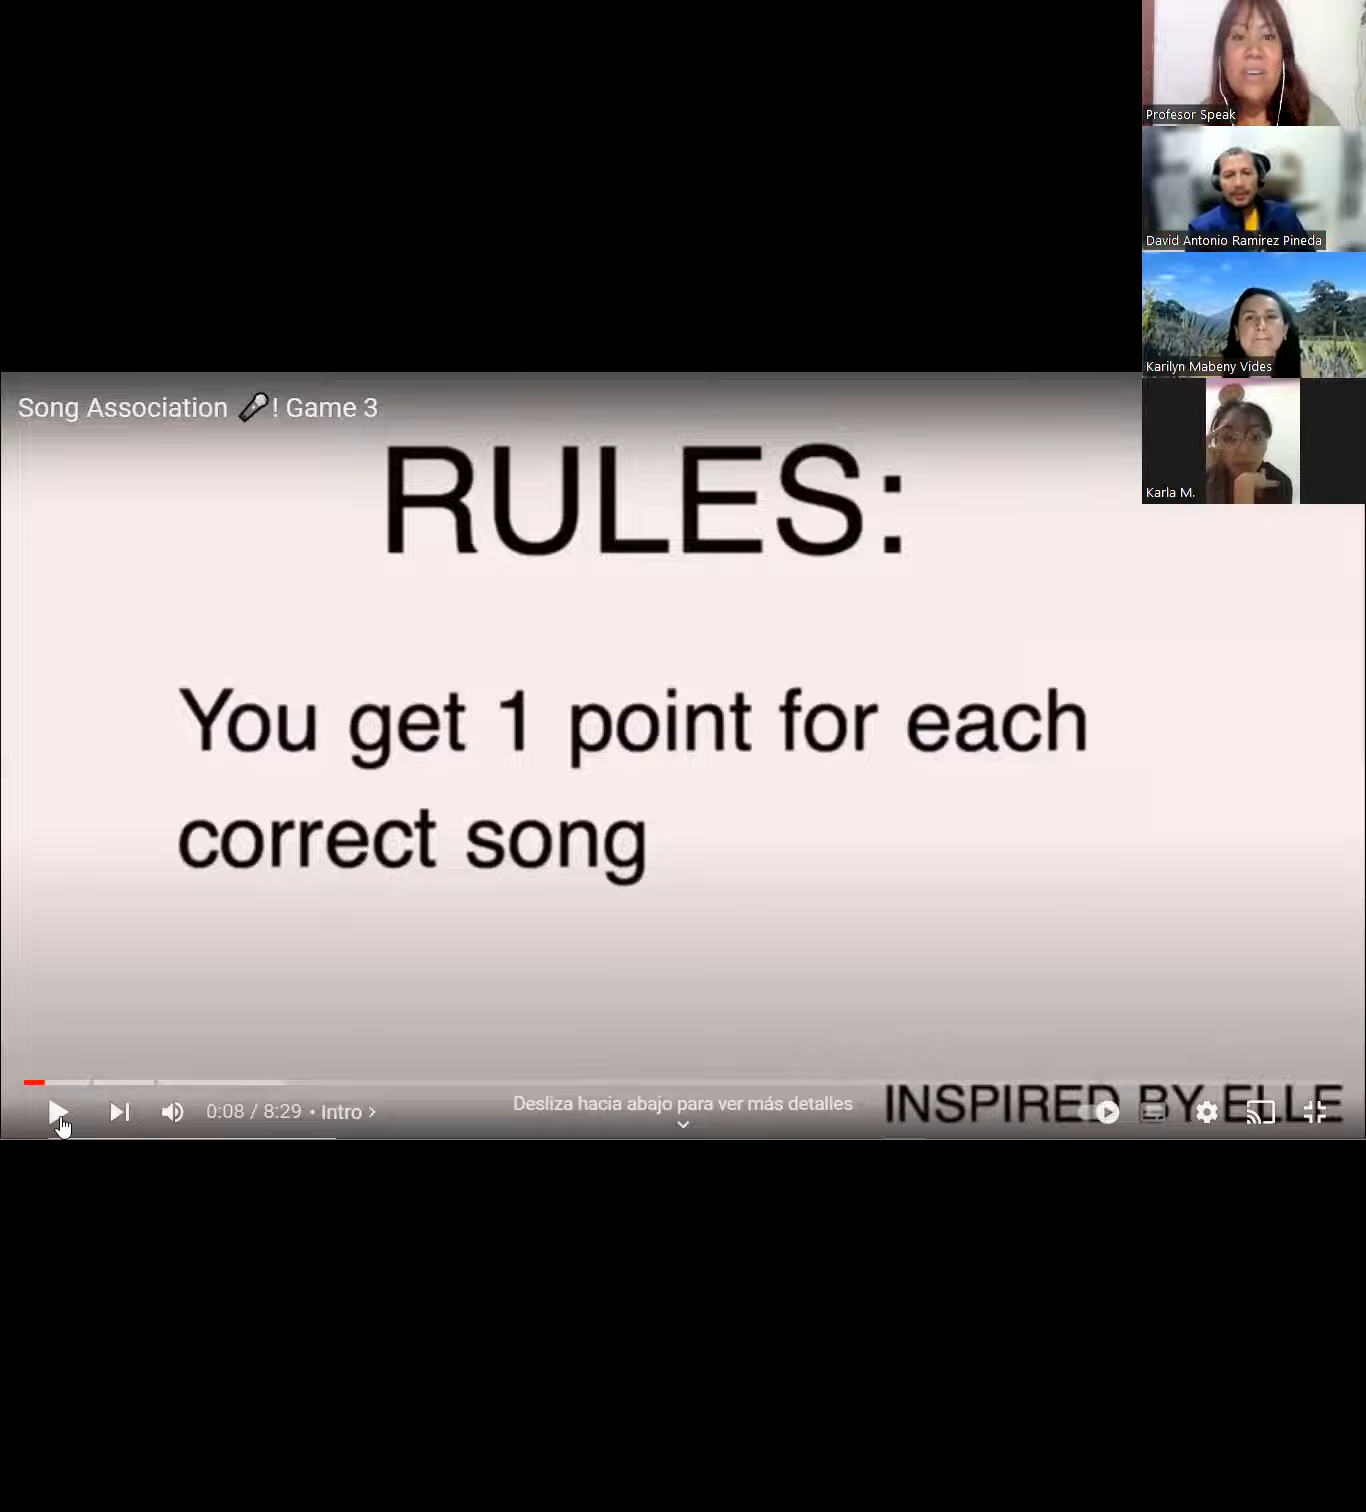 Profesor Speak
David Antonio Ramirez Pineda
Karilyn Mabeny Vides
Karla M.
Song Association 🎤! Game 3
RULES:
You get 1 point for each
correct song
0:08 / 8:29 • Intro >
Desliza hacia abajo para ver más detalles
INSPIRED BY ELLE